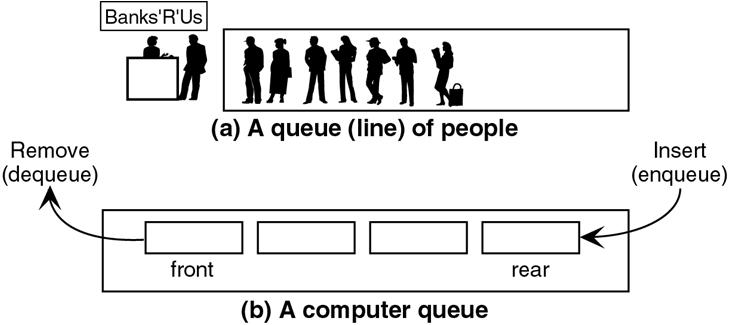 Banks'R'Us
(a) A queue (line) of people
Remove
(dequeue)
Insert
(enqueue)
front
rear
(b) A computer queue